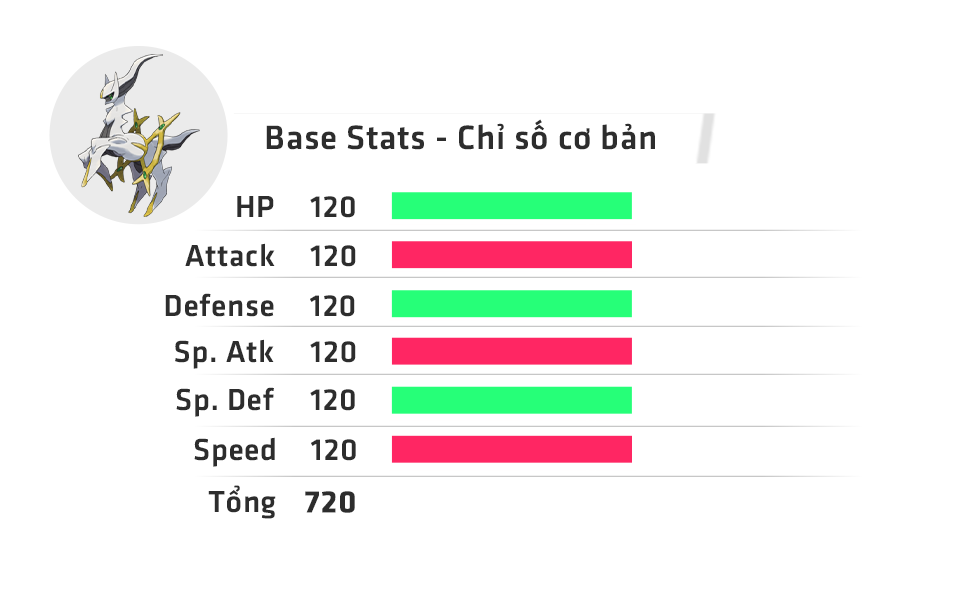 Base Stats - Chỉ số cơ bản
HP 120
Attack 120
Defense 120
Sp. Atk 120
Sp. Def 120
Speed 120
Tổng 720